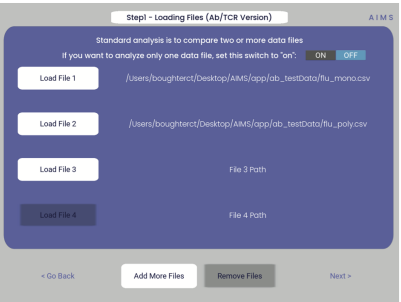 Step1 - Loading Files (Ab/TCR Version)
AIMS
Standard analysis is to compare two or more data files
If you want to analyze only one data file, set this switch to "on": ON OFF
Load File 1 /Users/boughterct/Desktop/AIMS/app/ab_testData/flu_mono.csv
Load File 2 /Users/boughterct/Desktop/AIMS/app/ab_testData/flu_poly.csv
Load File 3 File 3 Path
Load File 4 File 4 Path
< Go Back Add More Files Remove Files Next >